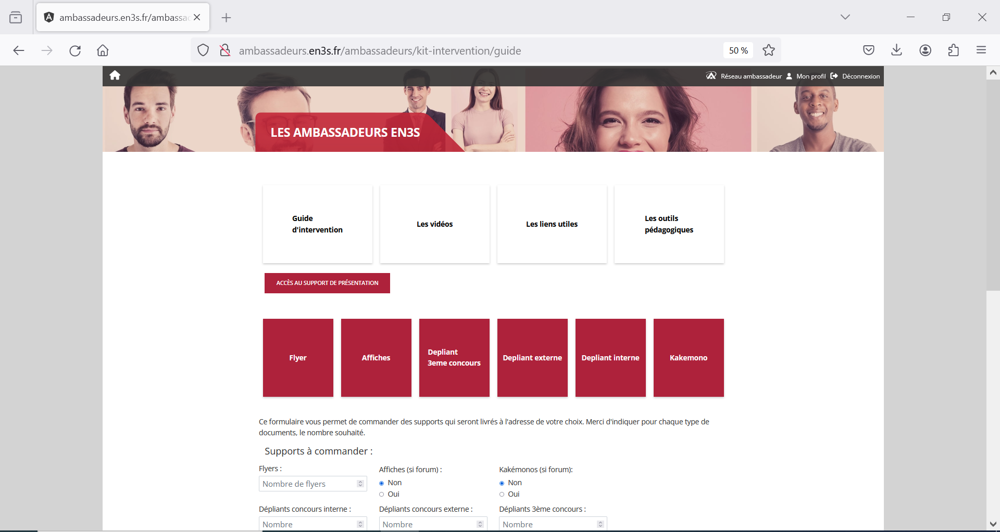 ambassadeurs.en3s.fr/ambassa
ambassadeurs.en3s.fr/ambassadeurs/kit-intervention/guide
50 %
Réseau ambassadeur
Mon profil
Déconnexion
LES AMBASSADEURS EN3S
Guide
d'intervention
Les vidéos
Les liens utiles
Les outils
pédagogiques
ACCÈS AU SUPPORT DE PRÉSENTATION
Flyer
Affiches
Depliant
3eme concours
Depliant externe
Depliant interne
Kakemono
Ce formulaire vous permet de commander des supports qui seront livrés à l'adresse de votre choix. Merci d'indiquer pour chaque type de
documents, le nombre souhaité.
Supports à commander :
Flyers :
Nombre de flyers
Affiches (si forum) :
Non
Oui
Kakémonos (si forum):
Non
Oui
Dépliants concours interne :
Nombre
Dépliants concours externe :
Nombre
Dépliants 3ème concours :
Nombre